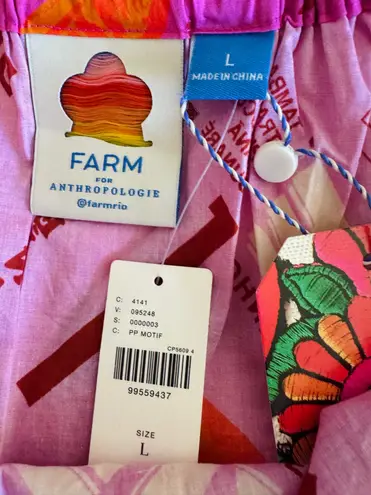 FARM
FOR
ANTHROPOLOGIE
@farmrio
L
MADE IN CHINA
C: 4141
V: 095248
S: 0000003
C: PP MOTIF
CP5609 4
99559437
SIZE
L